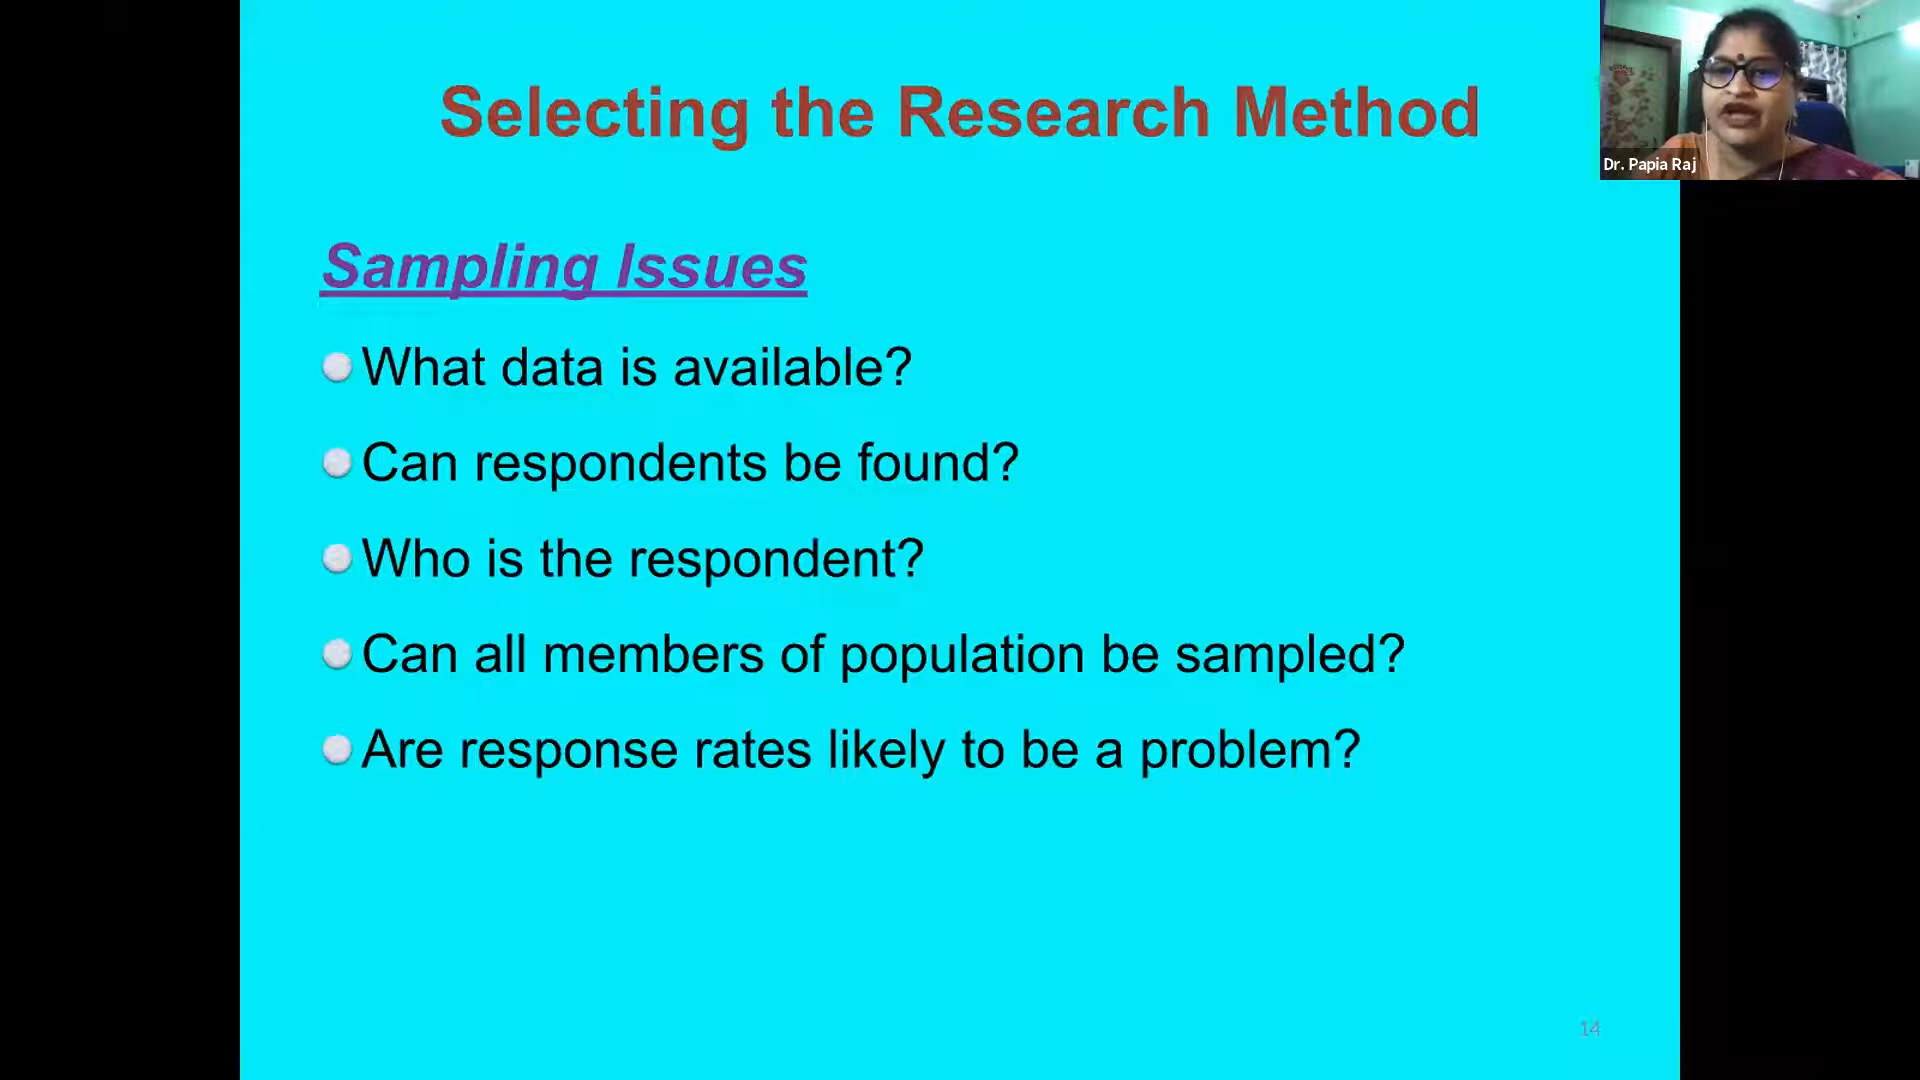 Selecting the Research Method
Dr. Papia Raj
Sampling Issues
What data is available?
Can respondents be found?
Who is the respondent?
Can all members of population be sampled?
Are response rates likely to be a problem?
14